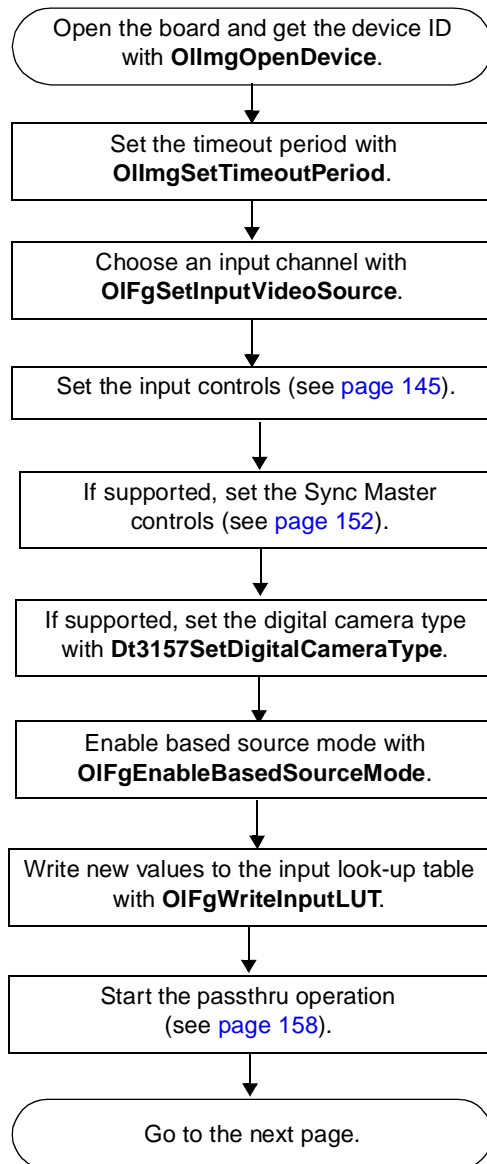 Open the board and get the device ID
with OlImgOpenDevice.
Set the timeout period with
OlImgSetTimeoutPeriod.
Choose an input channel with
OlFgSetInputVideoSource.
Set the input controls (see page 145).
If supported, set the Sync Master
controls (see page 152).
If supported, set the digital camera type
with Dt3157SetDigitalCameraType.
Enable based source mode with
OlFgEnableBasedSourceMode.
Write new values to the input look-up table
with OlFgWriteInputLUT.
Start the passthru operation
(see page 158).
Go to the next page.